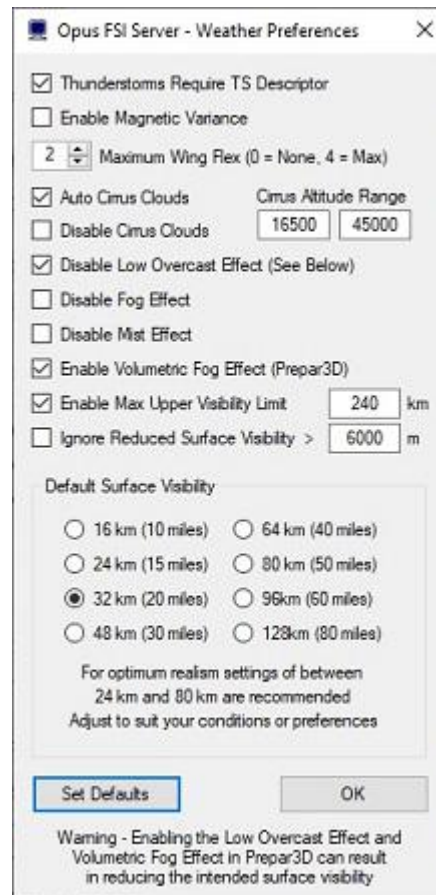 Opus FSI Server - Weather Preferences
Thunderstorms Require TS Descriptor
Enable Magnetic Variance
2 Maximum Wing Flex (0 = None, 4 = Max)
Auto Cirrus Clouds Cirrus Altitude Range
Disable Cirrus Clouds 16500 45000
Disable Low Overcast Effect (See Below)
Disable Fog Effect
Disable Mist Effect
Enable Volumetric Fog Effect (Prepar3D)
Enable Max Upper Visibility Limit 240 km
Ignore Reduced Surface Visibility > 6000 m
Default Surface Visibility
16 km (10 miles) 64 km (40 miles)
24 km (15 miles) 80 km (50 miles)
32 km (20 miles) 96km (60 miles)
48 km (30 miles) 128km (80 miles)
For optimum realism settings of between
24 km and 80 km are recommended
Adjust to suit your conditions or preferences
Set Defaults OK
Warning - Enabling the Low Overcast Effect and
Volumetric Fog Effect in Prepar3D can result
in reducing the intended surface visibility